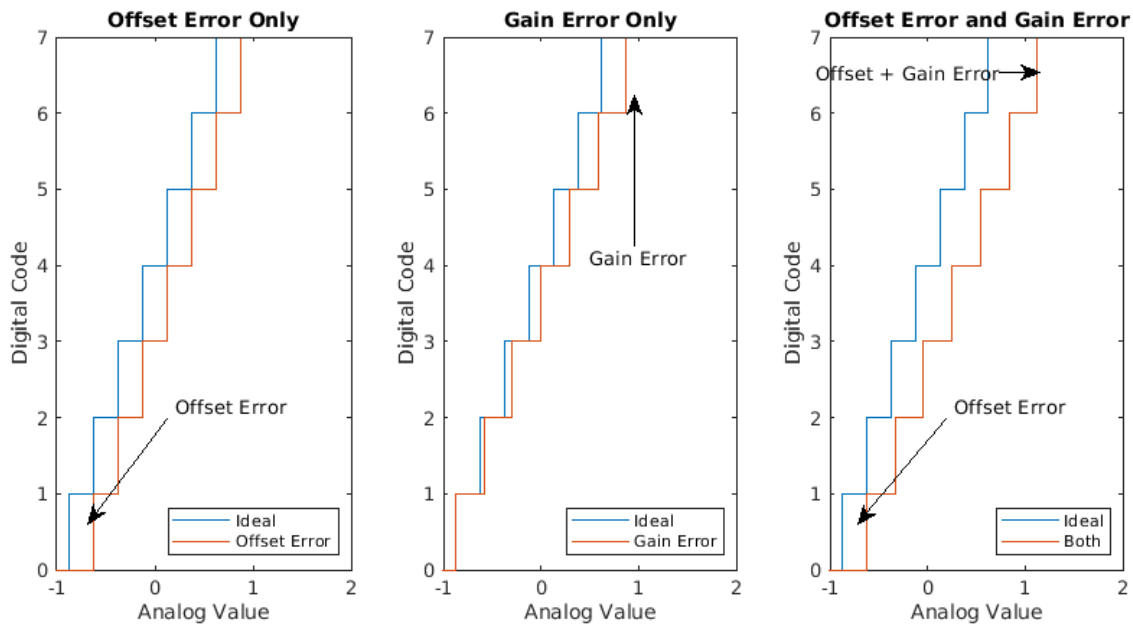 Offset Error Only
7
6
5
4
3
2
1
0
Digital Code
Offset Error
Ideal
Offset Error
-1
0
1
2
Analog Value
Gain Error Only
7
6
5
4
3
2
1
0
Digital Code
Gain Error
Ideal
Gain Error
-1
0
1
2
Analog Value
Offset Error and Gain Error
7
6
5
4
3
2
1
0
Digital Code
Offset + Gain Error
Offset Error
Ideal
Both
-1
0
1
2
Analog Value